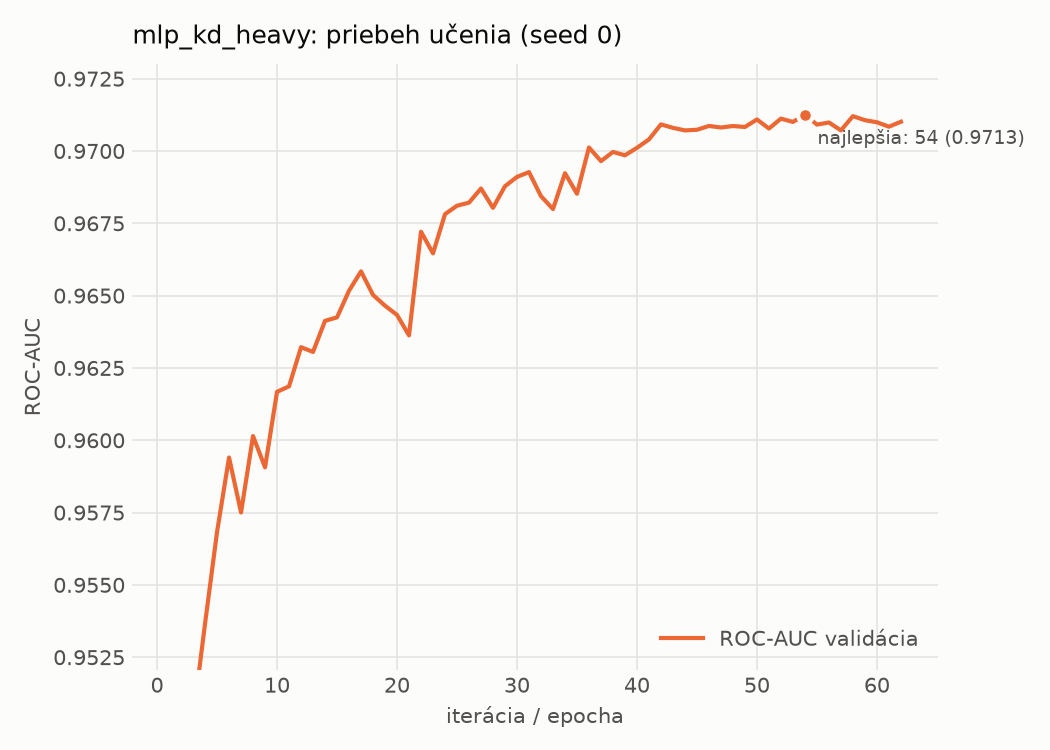 mlp_kd_heavy: priebeh učenia (seed 0)
0.9725
0.9700
0.9675
0.9650
0.9625
0.9600
0.9575
0.9550
0.9525
ROC-AUC
najlepšia: 54 (0.9713)
ROC-AUC validácia
0 10 20 30 40 50 60
iterácia / epocha